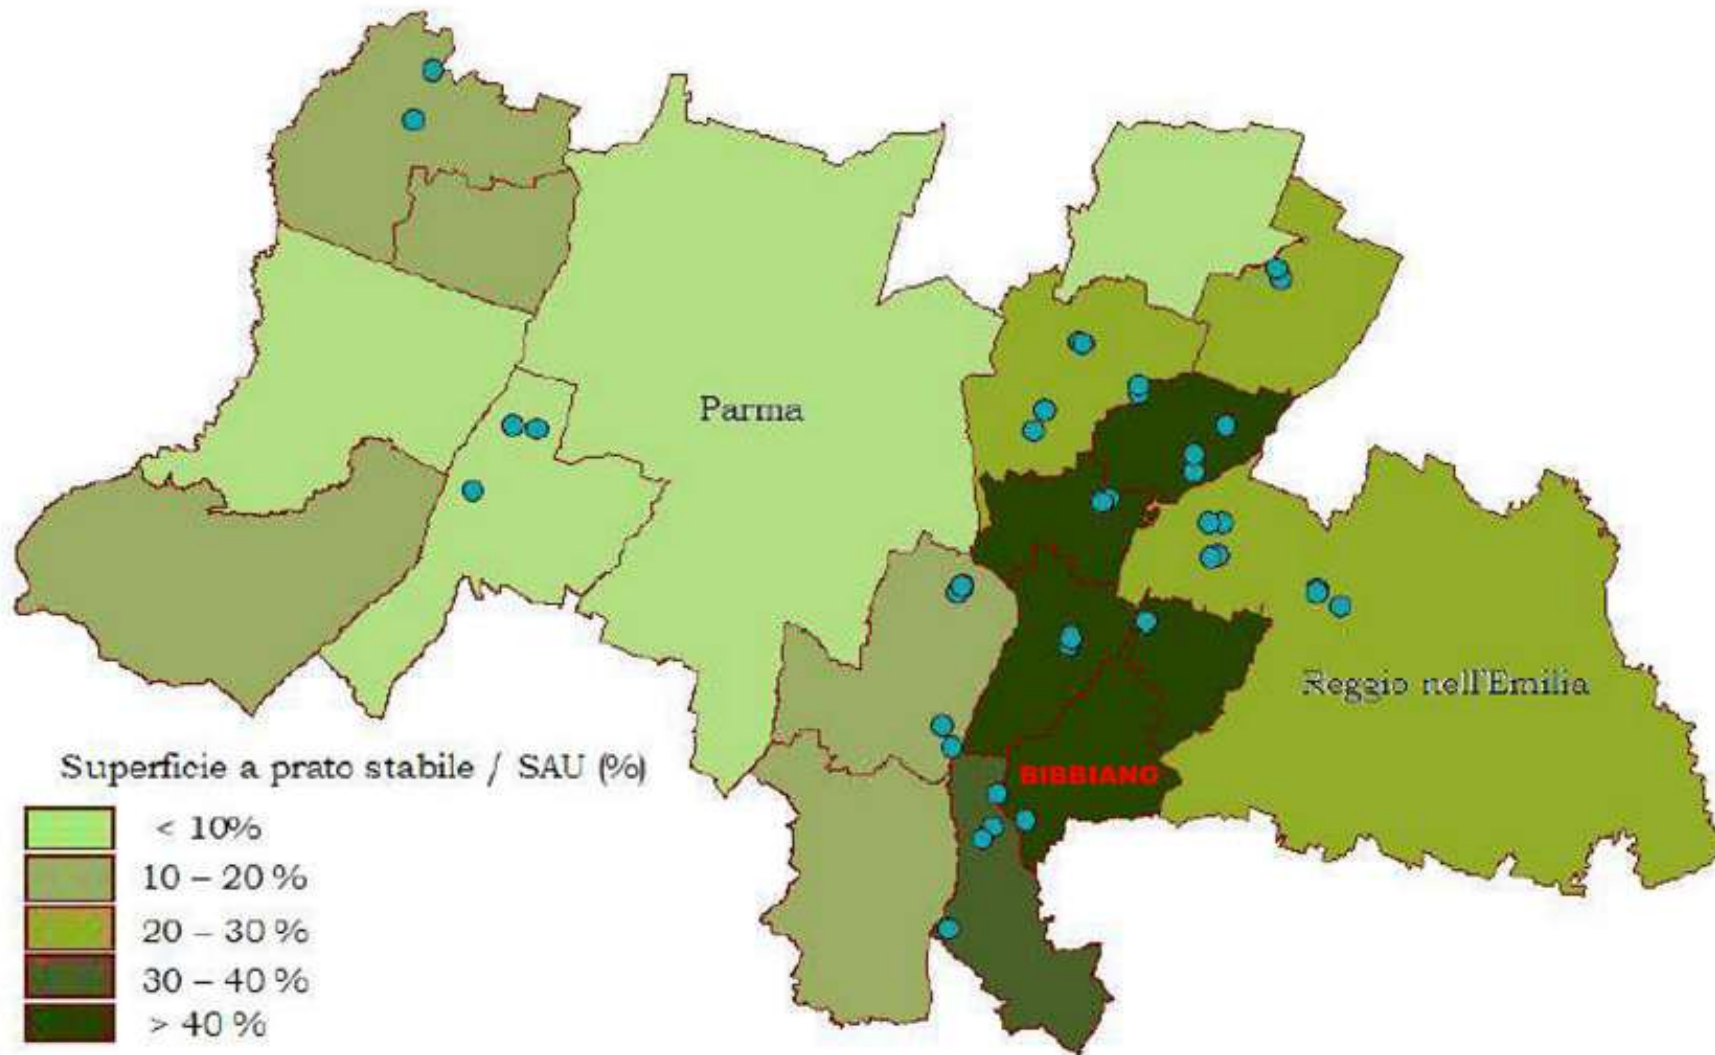 Parma
Reggio nell'Emilia
Superficie a prato stabile / SAU (%)
BIBBIANO
< 10%
10 – 20 %
20 – 30 %
30 – 40 %
> 40 %